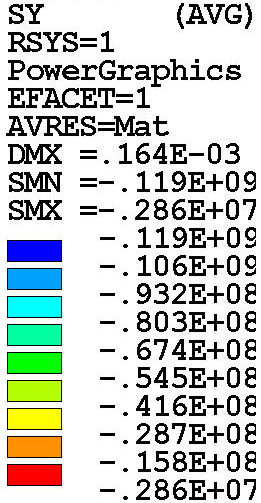 SY (AVG)
RSYS=1
PowerGraphics
EFACET=1
AVRES=Mat
DMX =.164E-03
SMN =-.119E+09
SMX =-.286E+07
-.119E+09
-.106E+09
-.932E+08
-.803E+08
-.674E+08
-.545E+08
-.416E+08
-.287E+08
-.158E+08
-.286E+07